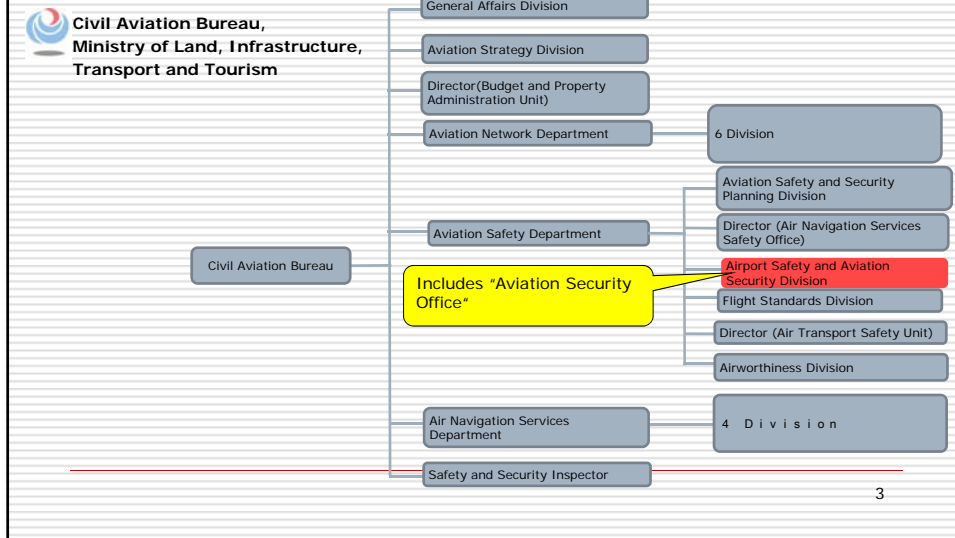 Civil Aviation Bureau,
Ministry of Land, Infrastructure,
Transport and Tourism
General Affairs Division
Aviation Strategy Division
Director(Budget and Property
Administration Unit)
Aviation Network Department
6 Division
Aviation Safety and Security
Planning Division
Aviation Safety Department
Director (Air Navigation Services
Safety Office)
Civil Aviation Bureau
Includes "Aviation Security
Office"
Airport Safety and Aviation
Security Division
Flight Standards Division
Director (Air Transport Safety Unit)
Airworthiness Division
Air Navigation Services
Department
4 Division
Safety and Security Inspector
3